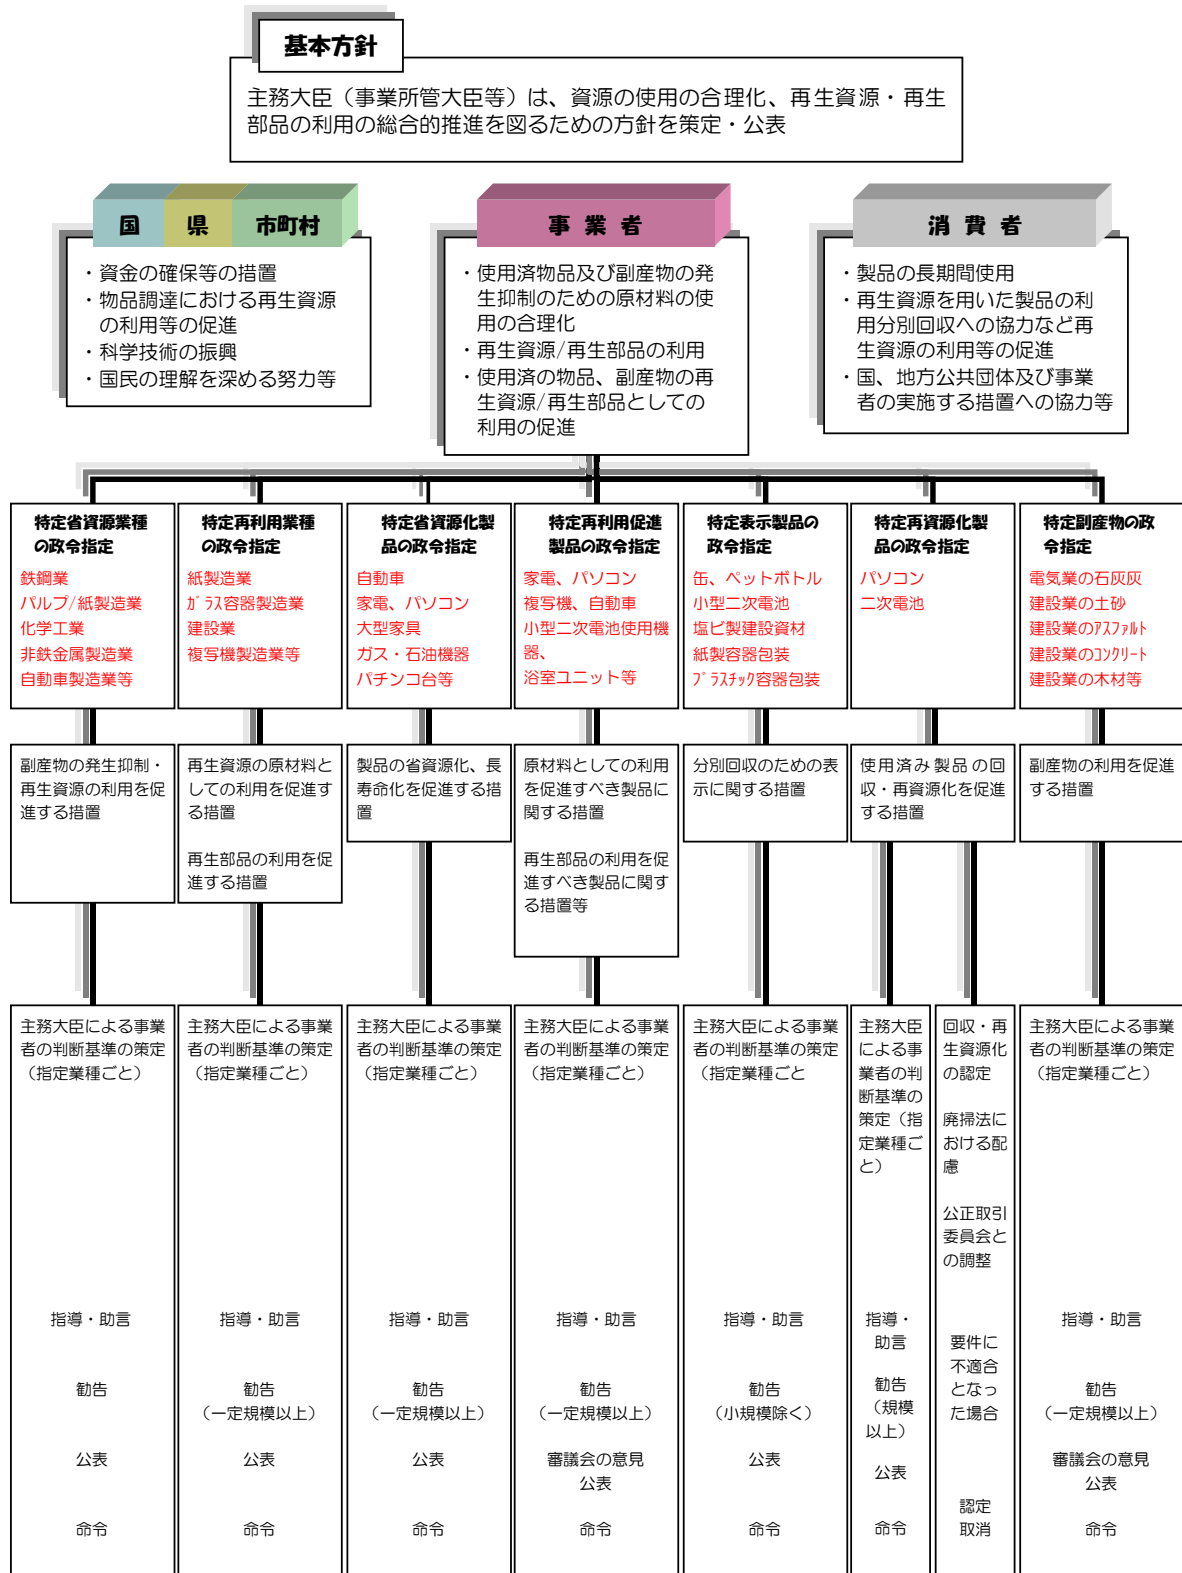 基本方針
主務大臣（事業所管大臣等）は、資源の使用の合理化、再生資源・再生
部品の利用の総合的推進を図るための方針を策定・公表
国 県 市町村
・資金の確保等の措置
・物品調達における再生資源
の利用等の促進
・科学技術の振興
・国民の理解を深める努力等
事業者
・使用済物品及び副産物の発
生抑制のための原材料の使
用の合理化
・再生資源/再生部品の利用
・使用済の物品、副産物の再
生資源/再生部品としての
利用の促進
消費者
・製品の長期間使用
・再生資源を用いた製品の利
用分別回収への協力など再
生資源の利用等の促進
・国、地方公共団体及び事業
者の実施する措置への協力等
特定省資源業種
の政令指定
鉄鋼業
パルプ/紙製造業
化学工業
非鉄金属製造業
自動車製造業等
特定再利用業種
の政令指定
紙製造業
ｶﾞﾗｽ容器製造業
建設業
複写機製造業等
特定省資源化製
品の政令指定
自動車
家電、パソコン
大型家具
ガス・石油機器
パチンコ台等
特定再利用促進
製品の政令指定
家電、パソコン
複写機、自動車
小型二次電池使用機
器、
浴室ユニット等
特定表示製品の
政令指定
缶、ペットボトル
小型二次電池
塩ビ製建設資材
紙製容器包装
ﾌﾟﾗｽﾁｯｸ容器包装
特定再資源化製
品の政令指定
パソコン
二次電池
特定副産物の政
令指定
電気業の石灰灰
建設業の土砂
建設業のｱｽﾌｧﾙﾄ
建設業のｺﾝｸﾘｰﾄ
建設業の木材等
副産物の発生抑制・
再生資源の利用を促
進する措置
再生資源の原材料と
しての利用を促進す
る措置
再生部品の利用を促
進する措置
製品の省資源化、長
寿命化を促進する措
置
原材料としての利用
を促進すべき製品に
関する措置
再生部品の利用を促
進すべき製品に関す
る措置等
分別回収のための表
示に関する措置
使用済み製品の回
収・再資源化を促進
する措置
副産物の利用を促進
する措置
主務大臣による事業
者の判断基準の策定
（指定業種ごと）
指導・助言
勧告
公表
命令
主務大臣による事業
者の判断基準の策定
（指定業種ごと）
指導・助言
勧告
（一定規模以上）
公表
命令
主務大臣による事業
者の判断基準の策定
（指定業種ごと）
指導・助言
勧告
（一定規模以上）
公表
命令
主務大臣による事業
者の判断基準の策定
（指定業種ごと）
指導・助言
勧告
（一定規模以上）
審議会の意見
公表
命令
主務大臣による事業
者の判断基準の策定
（指定業種ごと
指導・助言
勧告
（小規模除く）
公表
命令
主務大臣
による事
業者の判
断基準の
策定（指
定業種ご
と）
指導・
助言
勧告
（規模
以上）
公表
命令
回収・再
生資源化
の認定
廃掃法に
おける配
慮
公正取引
委員会と
の調整
要件に
不適合
となっ
た場合
認定
取消
主務大臣による事業
者の判断基準の策定
（指定業種ごと）
指導・助言
勧告
（一定規模以上）
審議会の意見
公表
命令